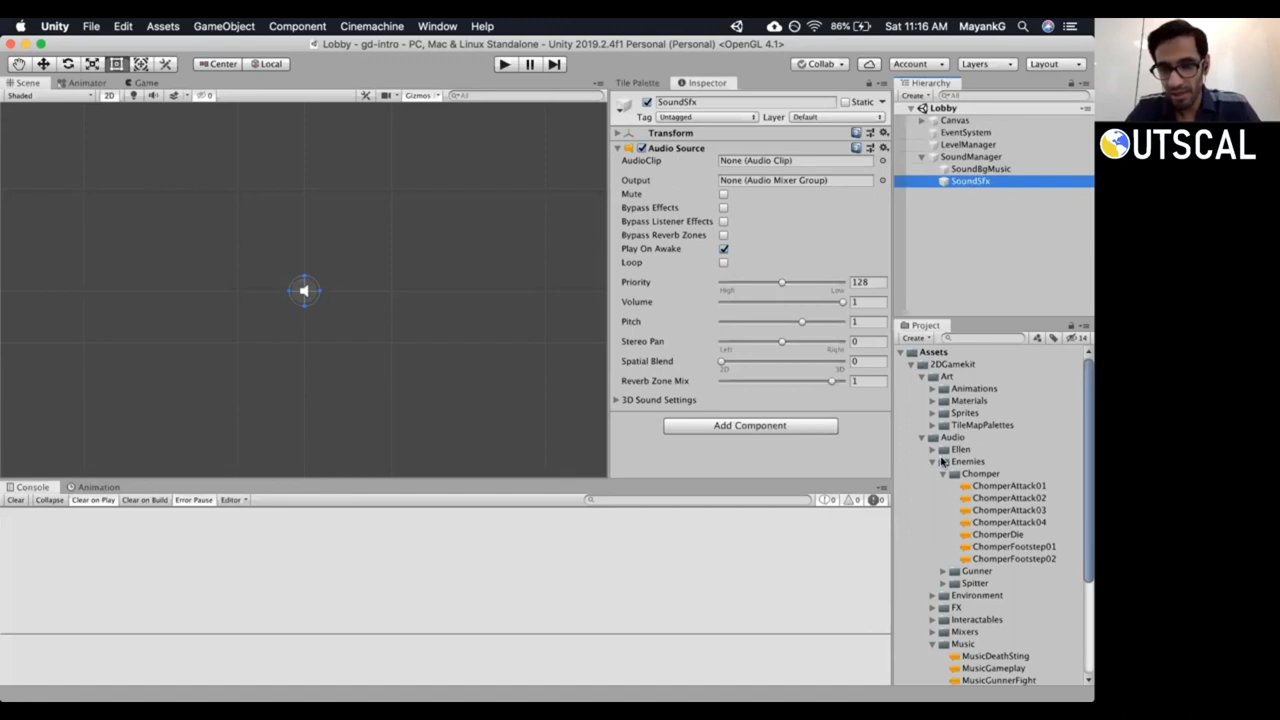 Unity File Edit Assets GameObject Component Cinemachine Window Help 86% Sat 11:16 AM MayankG
Lobby - gd-intro - PC, Mac & Linux Standalone - Unity 2019.2.4f1 Personal (Personal) <OpenGL 4.1>
Center Local Collab Account Layers Layout
Scene Animator Game
Shaded 2D 0 Gizmos All
Tile Palette Inspector
SoundSfx Static
Tag Untagged Layer Default
Transform
Audio Source
AudioClip None (Audio Clip)
Output None (Audio Mixer Group)
Mute
Bypass Effects
Bypass Listener Effects
Bypass Reverb Zones
Play On Awake
Loop
Priority 128
High Low
Volume 1
Pitch 1
Stereo Pan 0
Left Right
Spatial Blend 0
2D 3D
Reverb Zone Mix 1
3D Sound Settings
Add Component
Hierarchy
Create All
Lobby
Canvas
EventSystem
LevelManager
SoundManager
SoundBgMusic
SoundSfx
Project
Create 14
Assets
2DGamekit
Art
Animations
Materials
Sprites
TileMapPalettes
Audio
Ellen
Enemies
Chomper
ChomperAttack01
ChomperAttack02
ChomperAttack03
ChomperAttack04
ChomperDie
ChomperFootstep01
ChomperFootstep02
Gunner
Spitter
Environment
FX
Interactables
Mixers
Music
MusicDeathSting
MusicGameplay
MusicGunnerFight
Console Animation
Clear Collapse Clear on Play Clear on Build Error Pause Editor 0 0 0
OUTSCAL